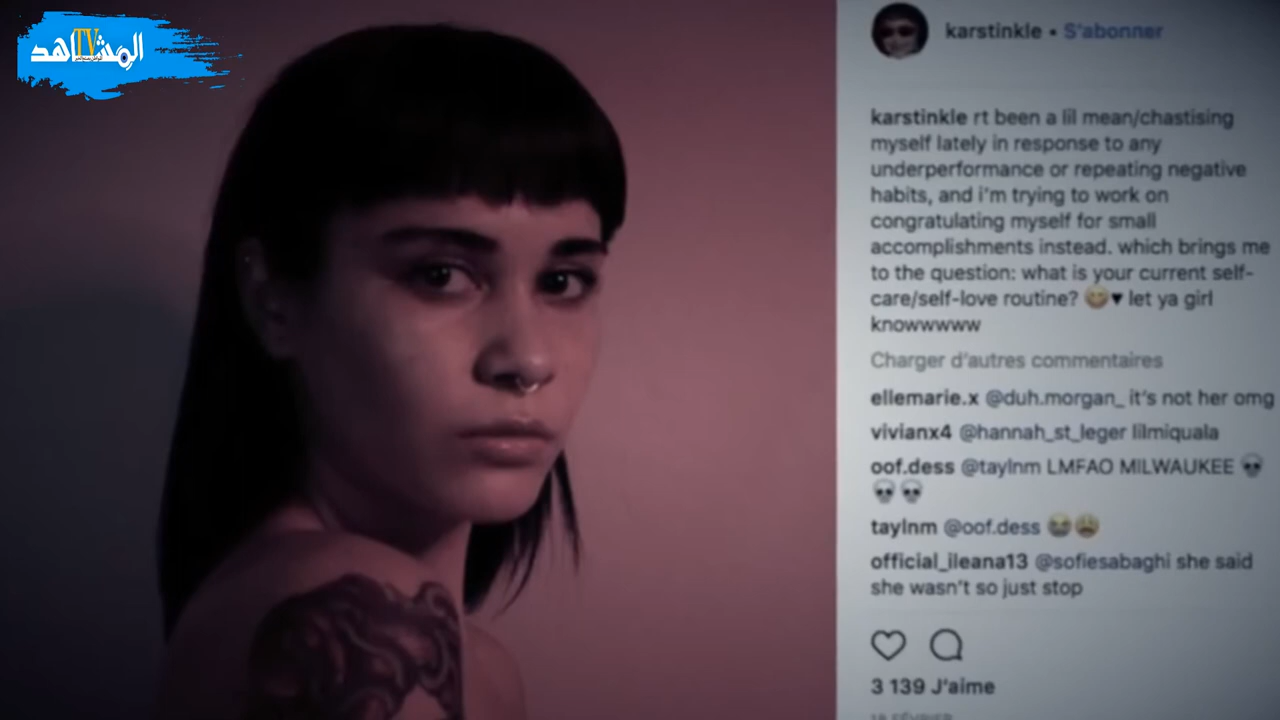 المشاهد
TV
karstinkle • S'abonner
karstinkle rt been a lil mean/chastising
myself lately in response to any
underperformance or repeating negative
habits, and i'm trying to work on
congratulating myself for small
accomplishments instead. which brings me
to the question: what is your current self-
care/self-love routine? 😊♥ let ya girl
knowwwww
Charger d'autres commentaires
ellemarie.x @duh.morgan_ it's not her omg
vivianx4 @hannah_st_leger lilmiquala
oof.dess @taylnm LMFAO MILWAUKEE 💀
💀💀
taylnm @oof.dess 😭😩
official_ileana13 @sofiesabaghi she said
she wasn't so just stop
3 139 J'aime
18 FÉVRIER